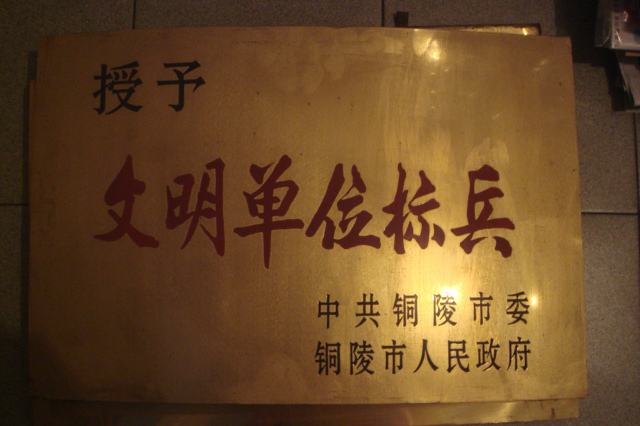 授予
文明单位标兵
中共铜陵市委
铜陵市人民政府